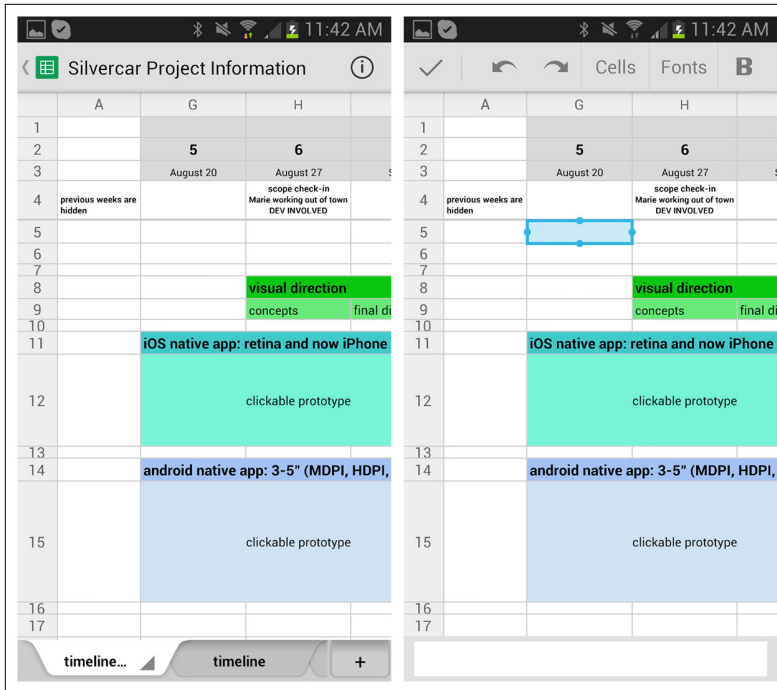 11:42 AM
Silvercar Project Information
A G H
1
2 5 6
3 August 20 August 27
scope check-in
4 previous weeks are Marie working out of town
hidden DEV INVOLVED
5
6
7
8 visual direction
9 concepts final di
10
11 iOS native app: retina and now iPhone
12 clickable prototype
13
14 android native app: 3-5" (MDPI, HDPI,
15 clickable prototype
16
17
timeline... timeline +
11:42 AM
Cells Fonts B
A G H
1
2 5 6
3 August 20 August 27
scope check-in
4 previous weeks are Marie working out of town
hidden DEV INVOLVED
5
6
7
8 visual direction
9 concepts final di
10
11 iOS native app: retina and now iPhone
12 clickable prototype
13
14 android native app: 3-5" (MDPI, HDPI,
15 clickable prototype
16
17